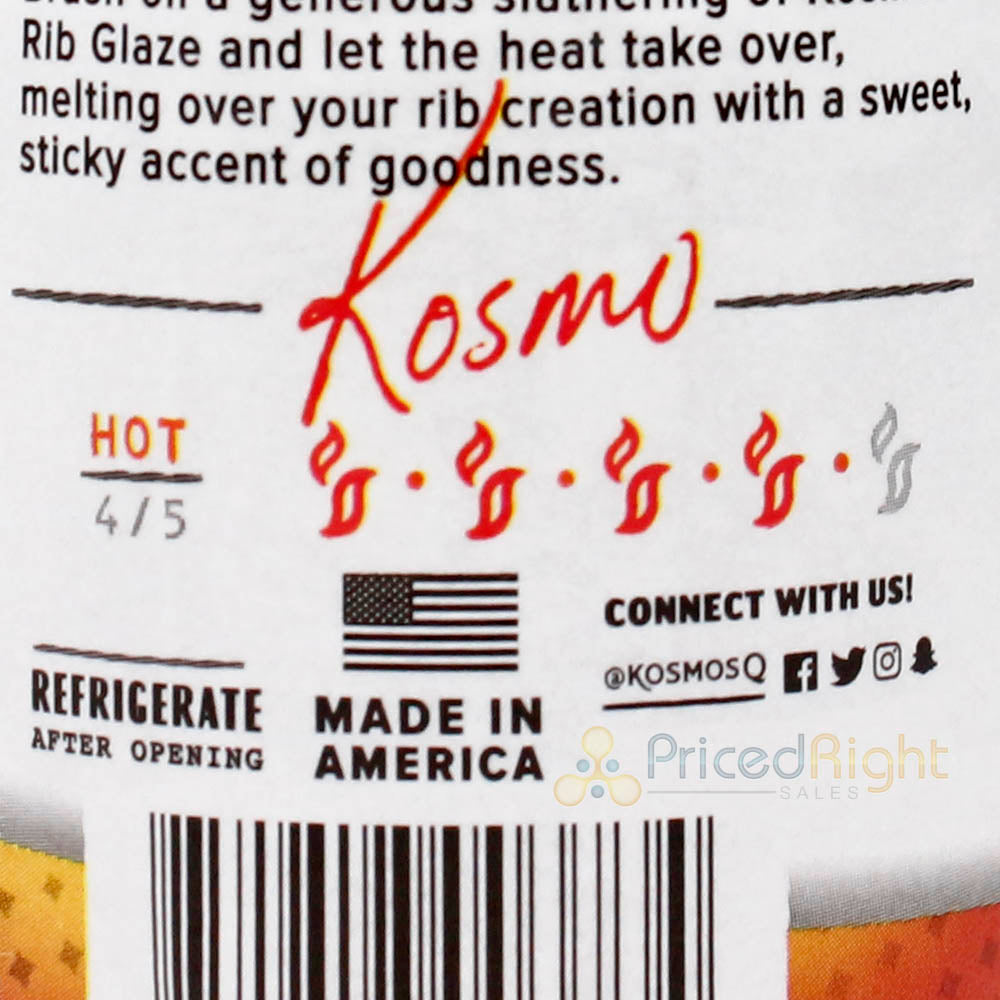 Rib Glaze and let the heat take over,
melting over your rib creation with a sweet,
sticky accent of goodness.
Kosmo
HOT
4/5
CONNECT WITH US!
@KOSMOSQ
REFRIGERATE
AFTER OPENING
MADE IN
AMERICA
PricedRight
SALES